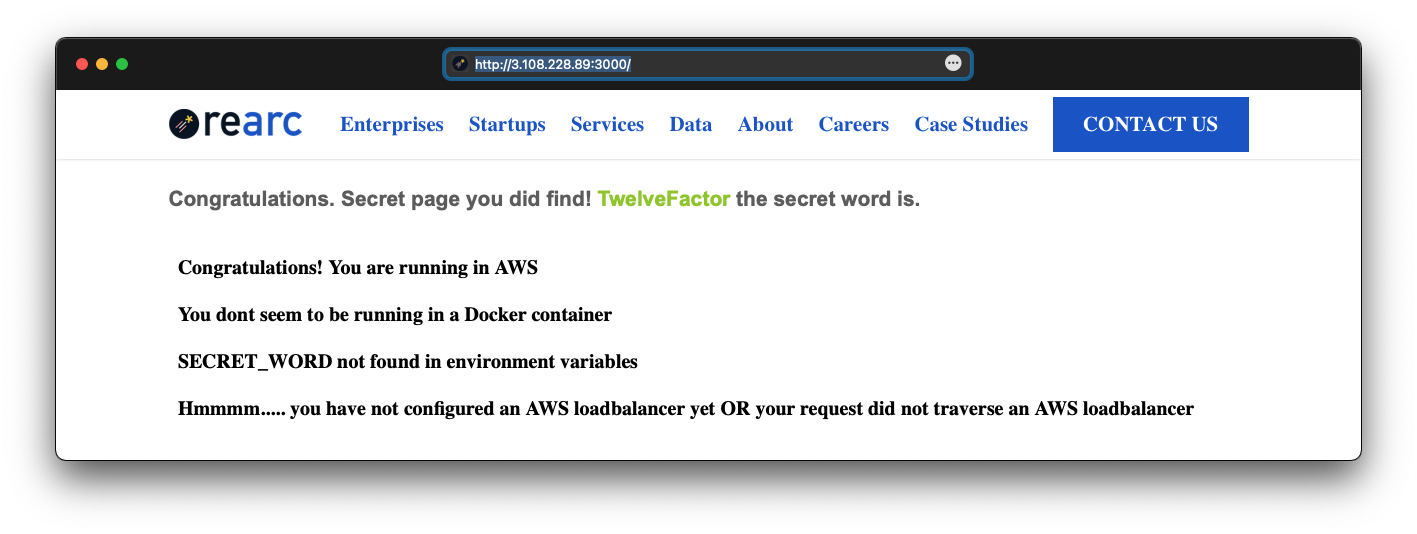 http://3.108.228.89:3000/
rearc Enterprises Startups Services Data About Careers Case Studies CONTACT US
Congratulations. Secret page you did find! TwelveFactor the secret word is.
Congratulations! You are running in AWS
You dont seem to be running in a Docker container
SECRET_WORD not found in environment variables
Hmmmm..... you have not configured an AWS loadbalancer yet OR your request did not traverse an AWS loadbalancer